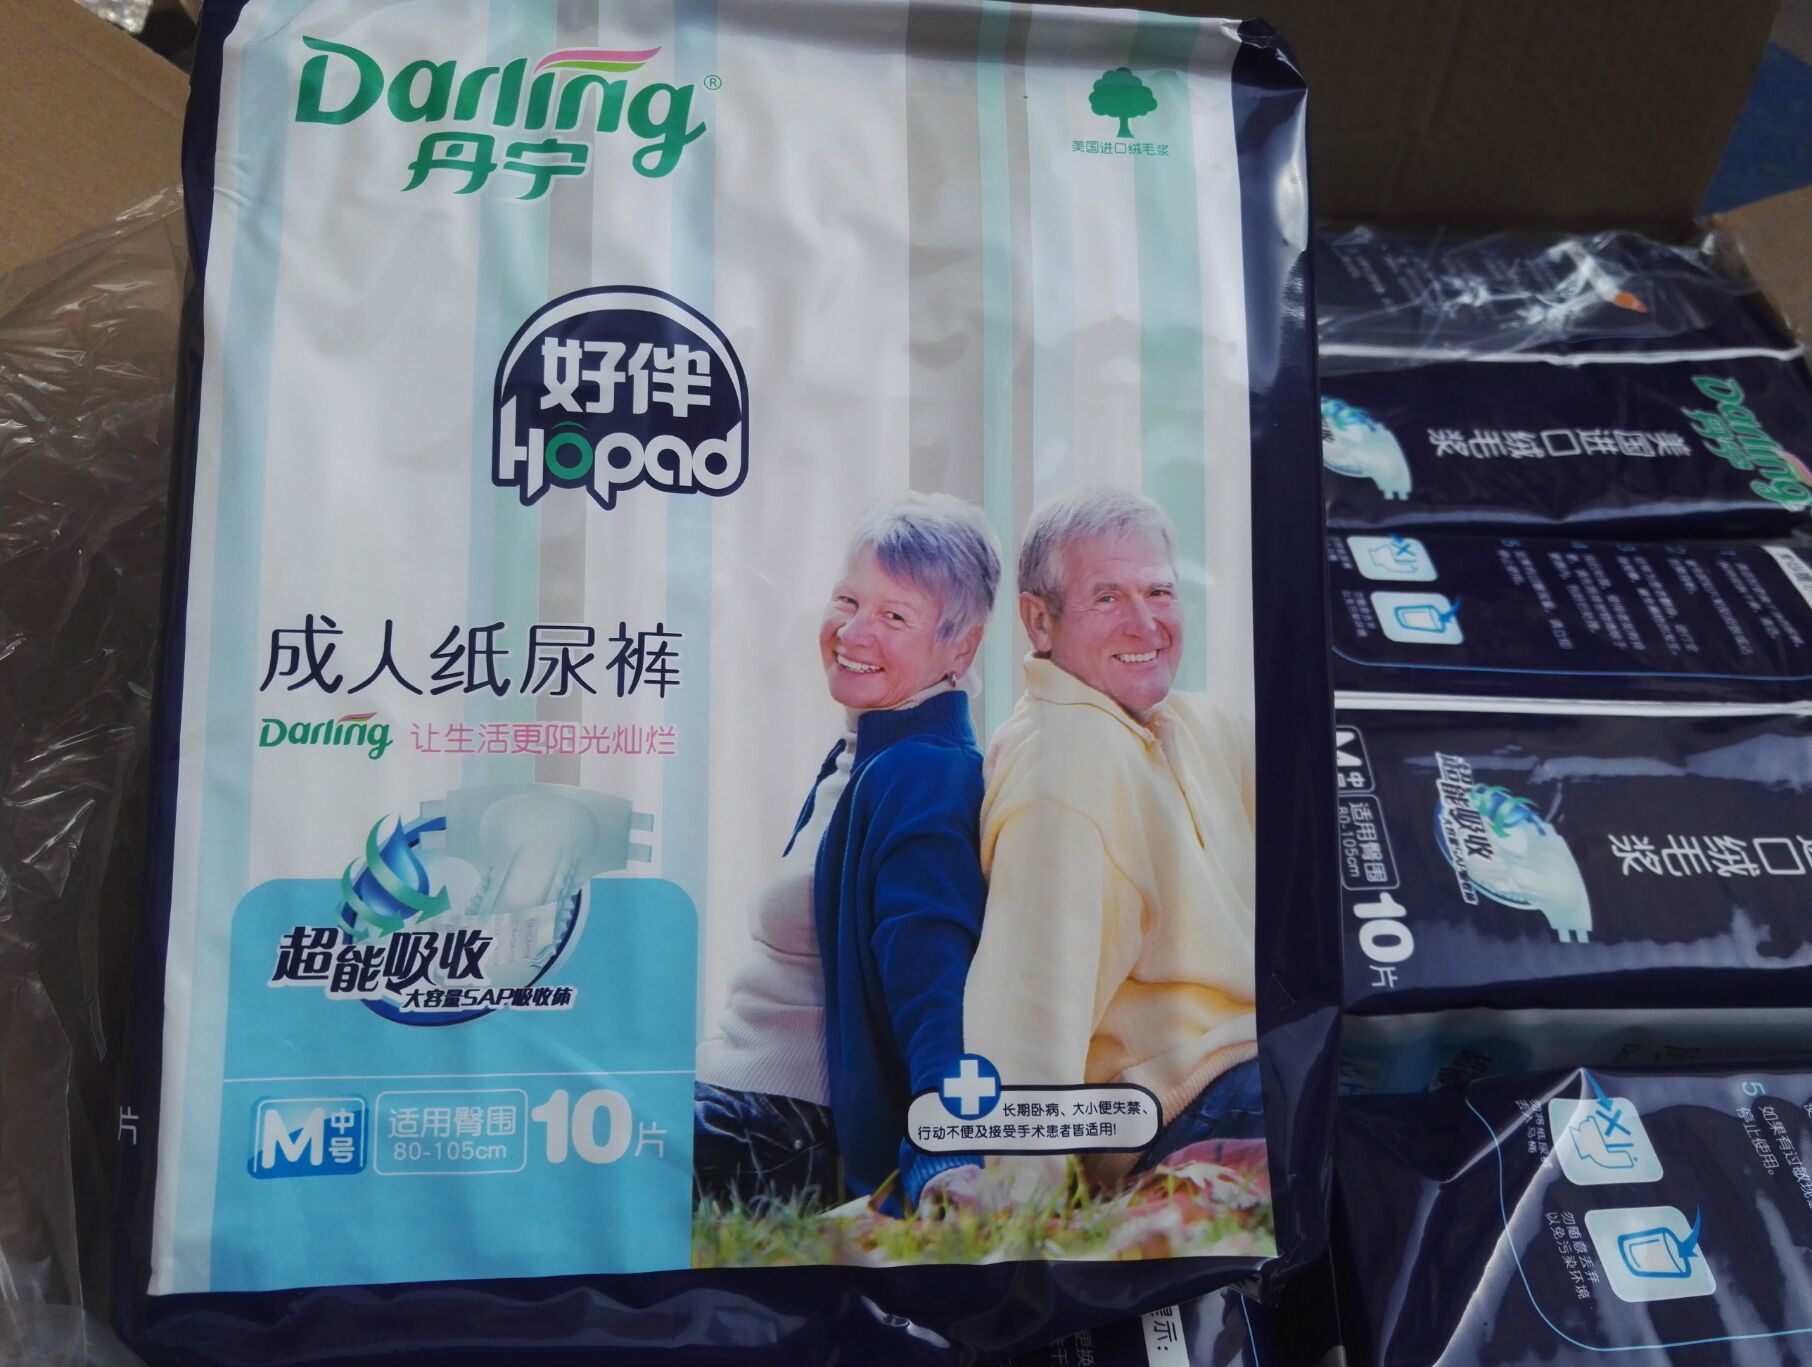 Darling®
丹宁
美国进口绒毛浆
好伴
Hopad
成人纸尿裤
Darling 让生活更阳光灿烂
超能吸收
大容量SAP吸收体
M 中号 适用臀围 80-105cm 10片
长期卧病、大小便失禁、
行动不便及接受手术患者皆适用!
片
Darling
丹宁
美国进口绒毛浆
M 中号 适用臀围 80-105cm 10片
超能吸收
进口绒毛浆
5 如果有过敏现
停止使用。
勿随意丢弃
以免污染环境